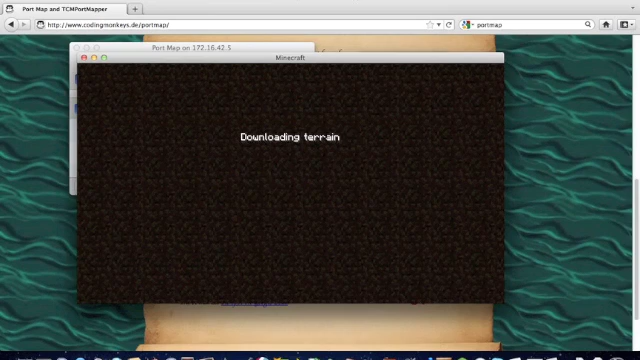 Port Map and TCMPortMapper
http://www.codingmonkeys.de/portmap/
portmap
Port Map on 172.16.42.5
Minecraft
Downloading terrain